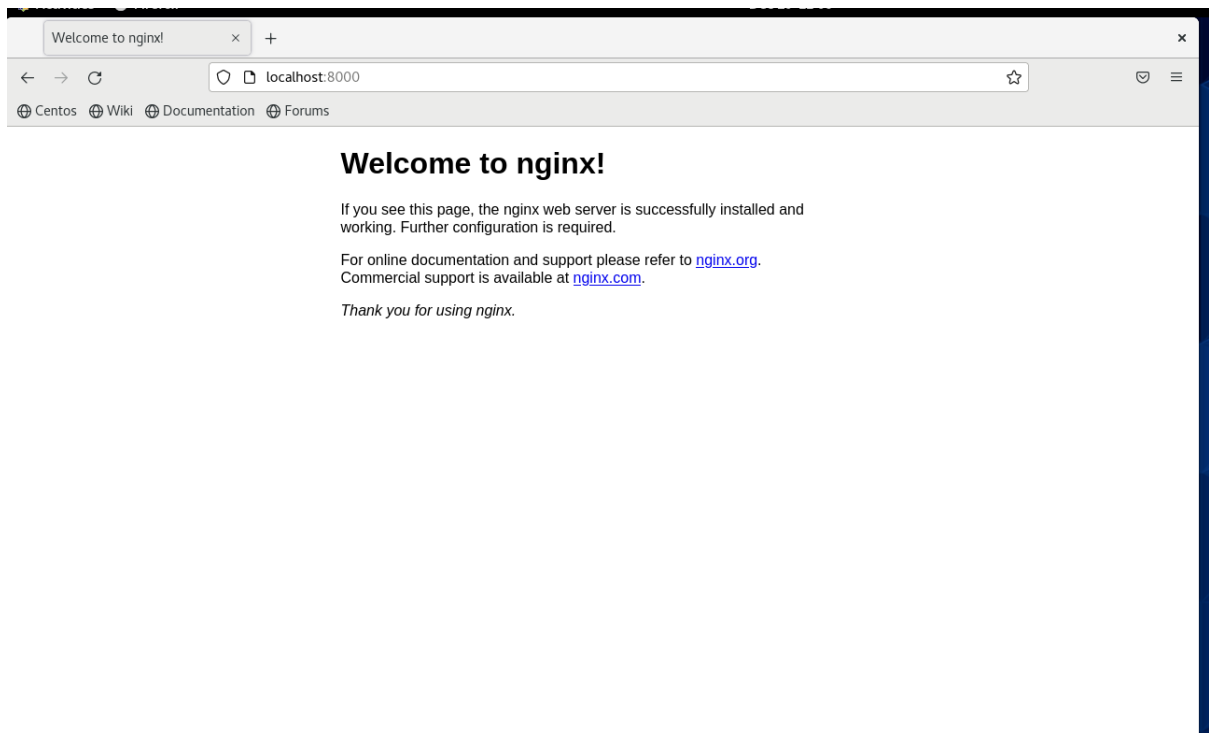 Welcome to nginx!
localhost:8000
Centos Wiki Documentation Forums
Welcome to nginx!
If you see this page, the nginx web server is successfully installed and
working. Further configuration is required.
For online documentation and support please refer to nginx.org.
Commercial support is available at nginx.com.
Thank you for using nginx.